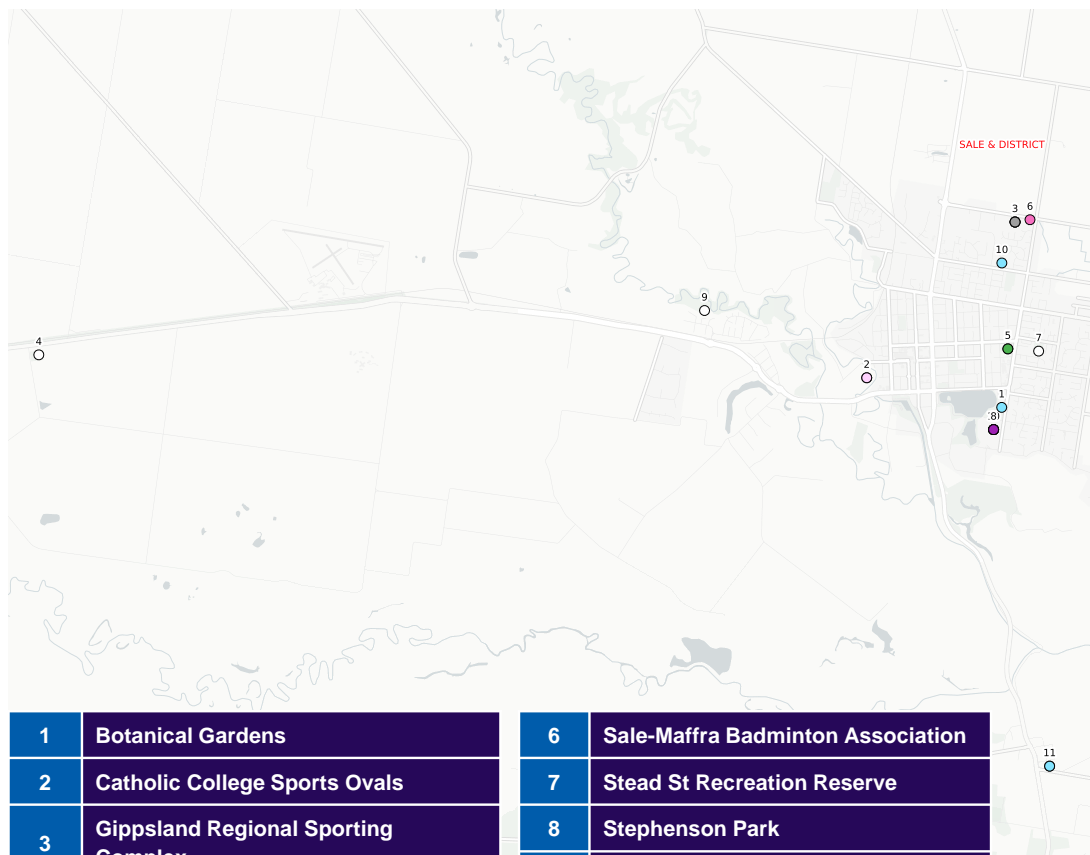 SALE & DISTRICT
3
6
10
9
4
5
7
2
1
8
1
Botanical Gardens
2
Catholic College Sports Ovals
3
Gippsland Regional Sporting
Complex
6
Sale-Maffra Badminton Association
7
Stead St Recreation Reserve
8
Stephenson Park
11